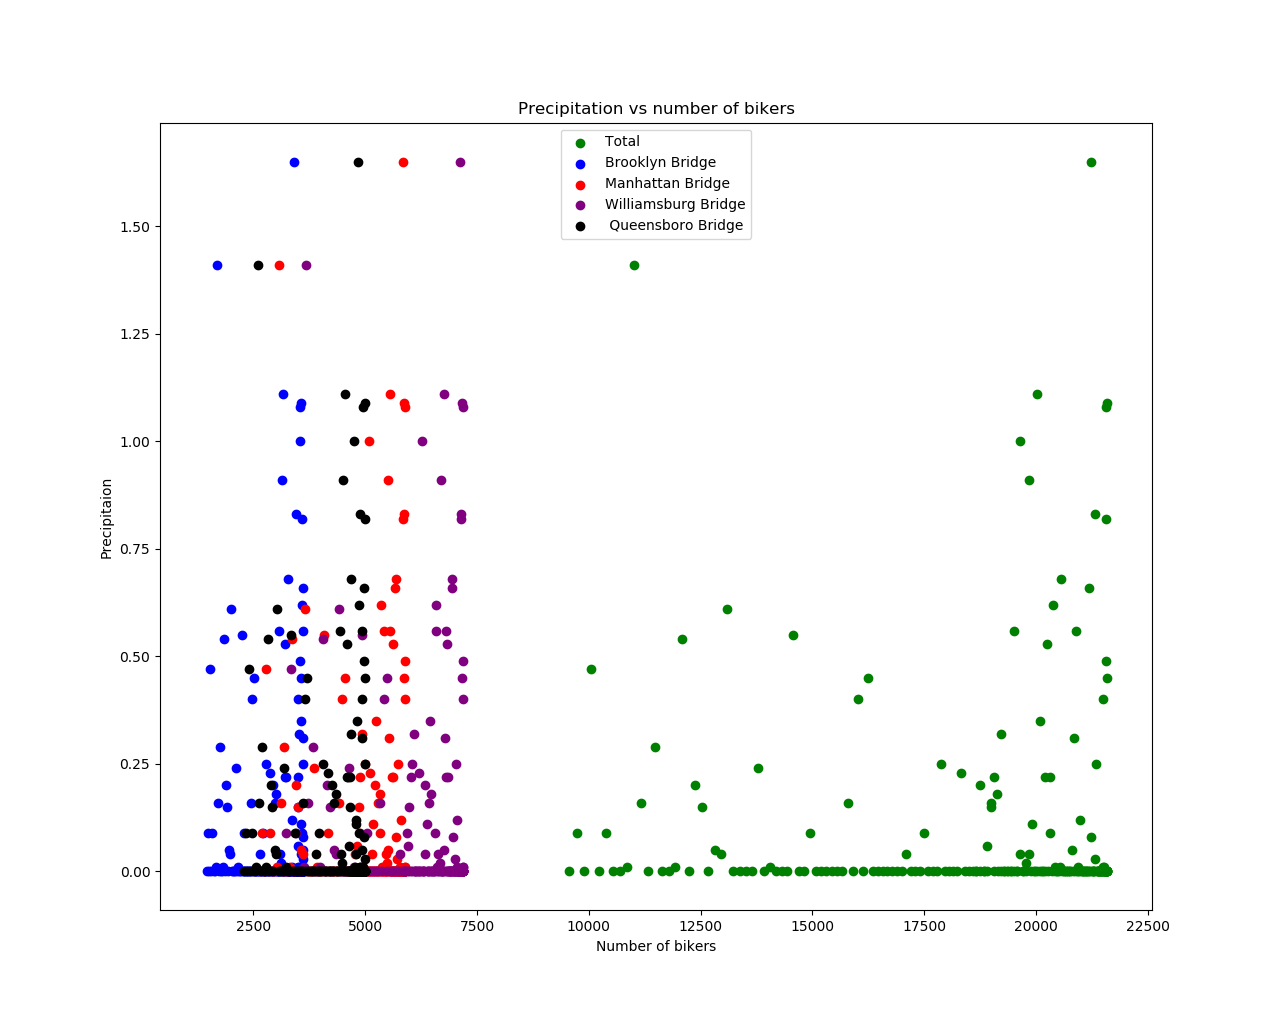 Precipitation vs number of bikers
Total
Brooklyn Bridge
Manhattan Bridge
Williamsburg Bridge
Queensboro Bridge
1.50
1.25
1.00
0.75
0.50
0.25
0.00
Precipitaion
2500 5000 7500 10000 12500 15000 17500 20000 22500
Number of bikers